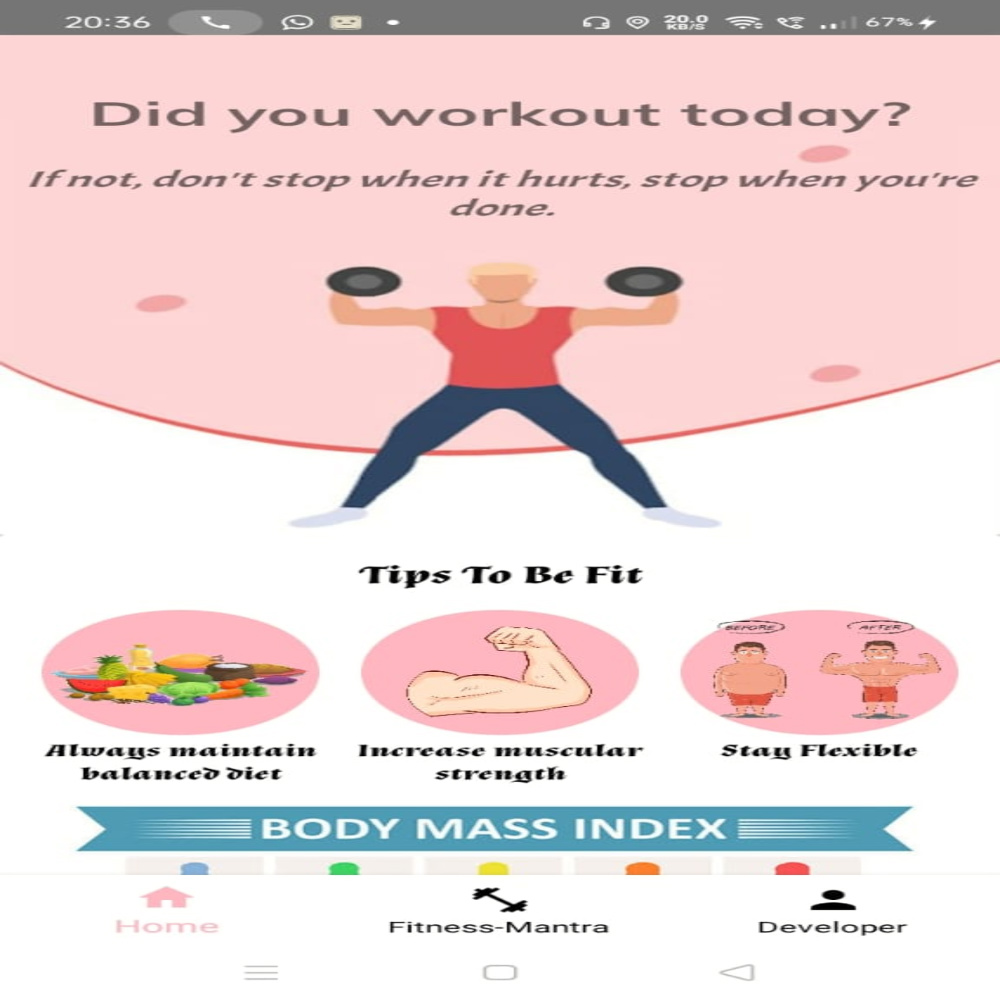 20:36 20.0 KB/S 67%
Did you workout today?
If not, don't stop when it hurts, stop when you're
done.
Tips To Be Fit
BEFORE AFTER
Always maintain
balanced diet
Increase muscular
strength
Stay Flexible
BODY MASS INDEX
Home Fitness-Mantra Developer